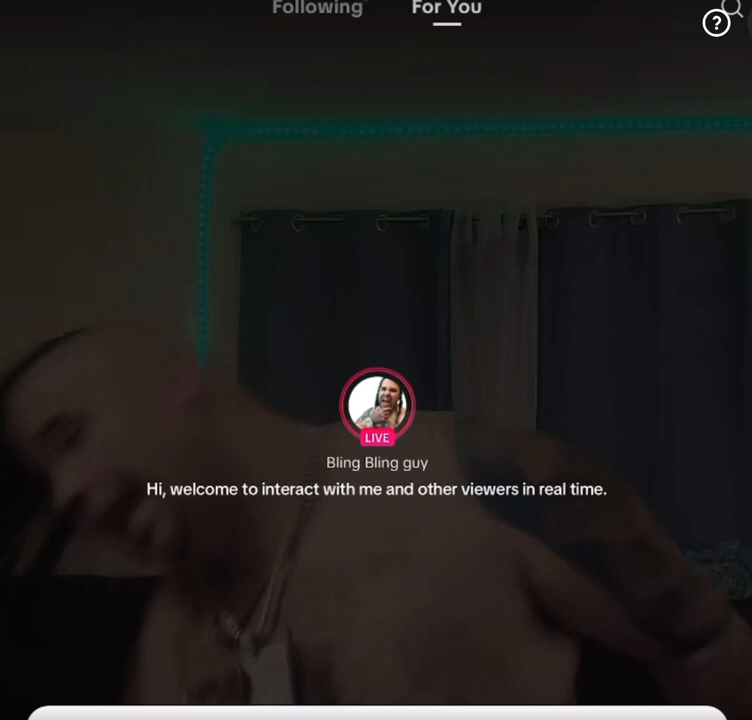 Following
For You
?
LIVE
Bling Bling guy
Hi, welcome to interact with me and other viewers in real time.